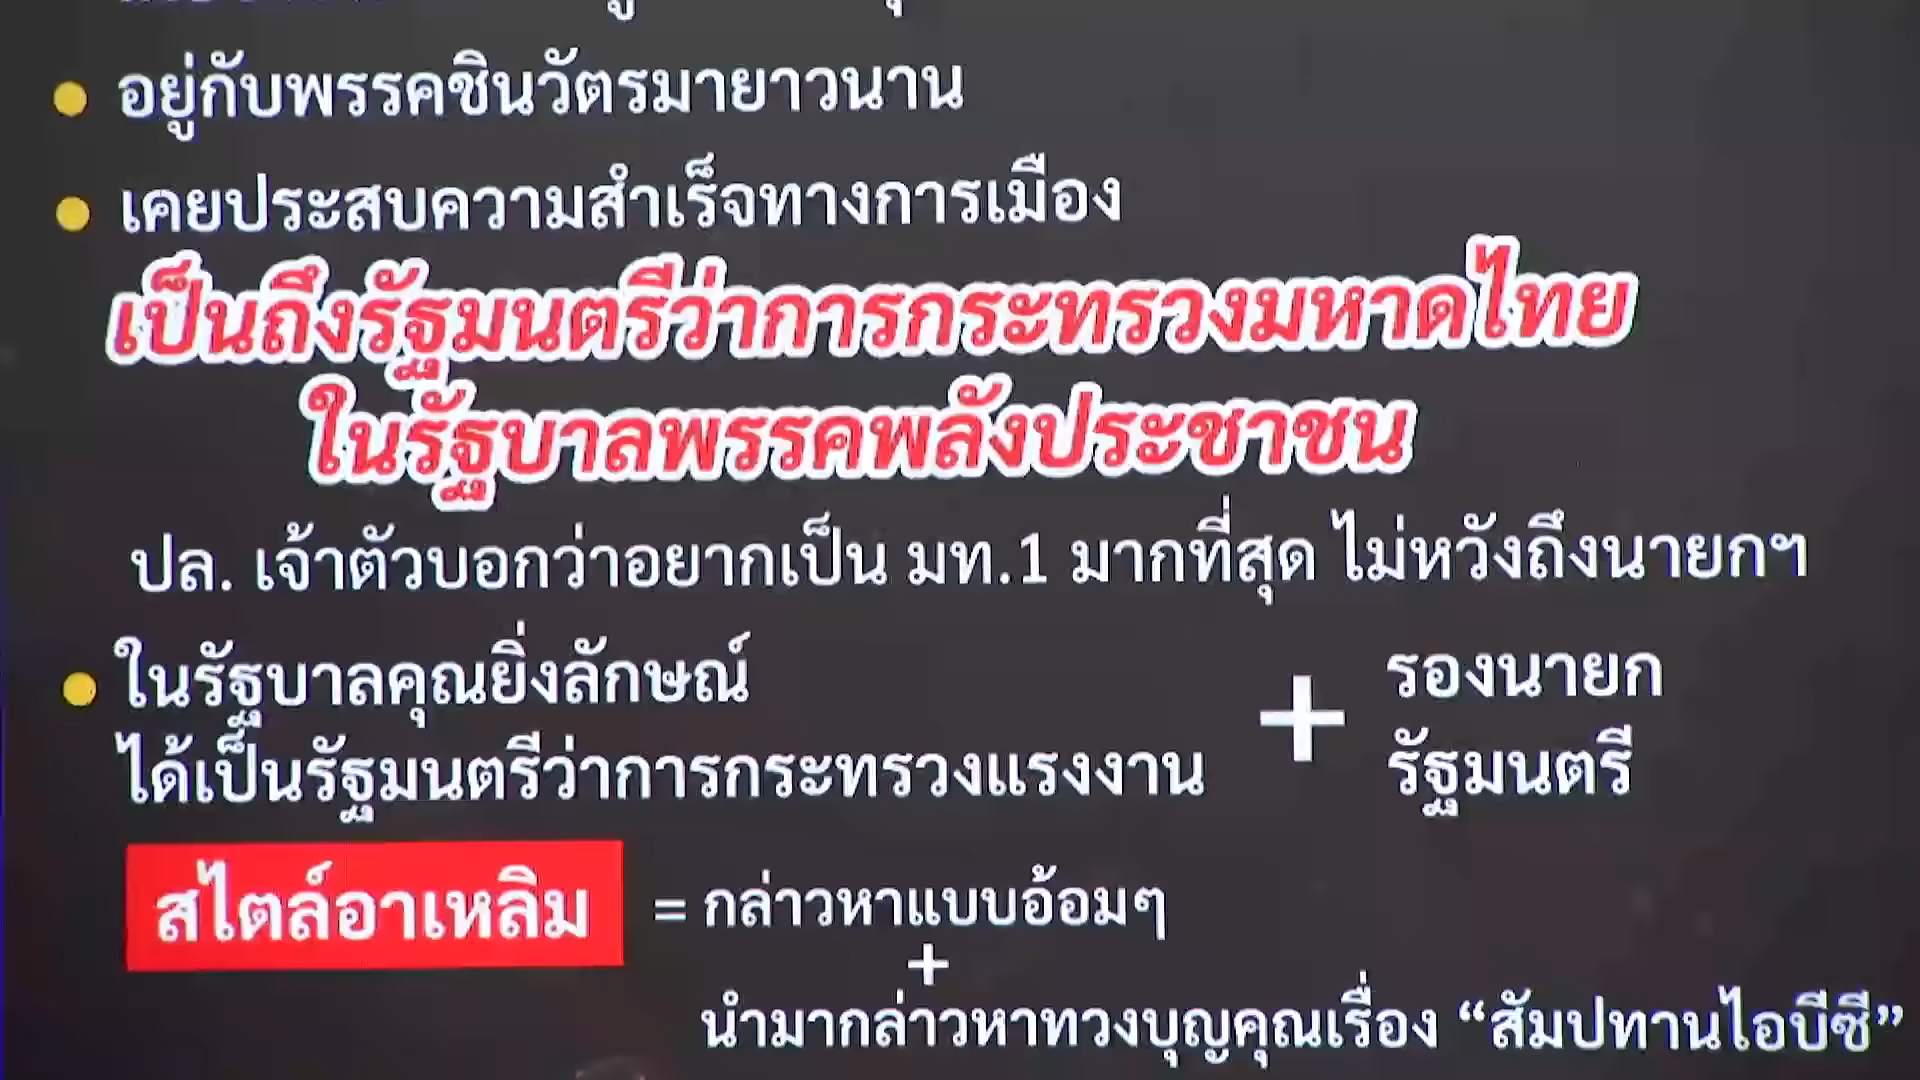 อยู่กับพรรคชินวัตรมายาวนาน
เคยประสบความสำเร็จทางการเมือง
เป็นถึงรัฐมนตรีว่าการกระทรวงมหาดไทย
ในรัฐบาลพรรคพลังประชาชน
ปล. เจ้าตัวบอกว่าอยากเป็น มท.1 มากที่สุด ไม่หวังถึงนายกฯ
ในรัฐบาลคุณยิ่งลักษณ์
ได้เป็นรัฐมนตรีว่าการกระทรวงแรงงาน
+
รองนายก
รัฐมนตรี
สไตล์อาเหลิม = กล่าวหาแบบอ้อมๆ
+
นำมากล่าวหาทวงบุญคุณเรื่อง “สัมปทานไอบีซี”